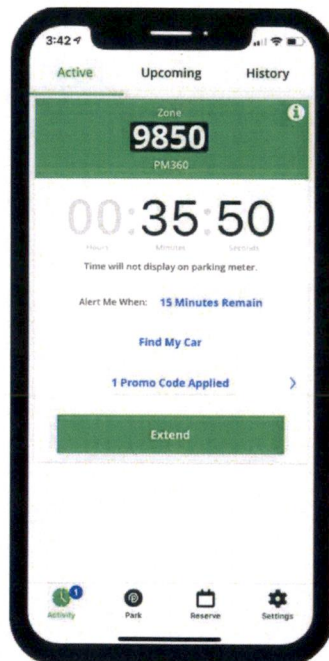 3:42
Active Upcoming History
Zone
9850
PM360
00:35:50
Hours Minutes Seconds
Time will not display on parking meter.
Alert Me When: 15 Minutes Remain
Find My Car
1 Promo Code Applied
Extend
1
Activity Park Reserve Settings